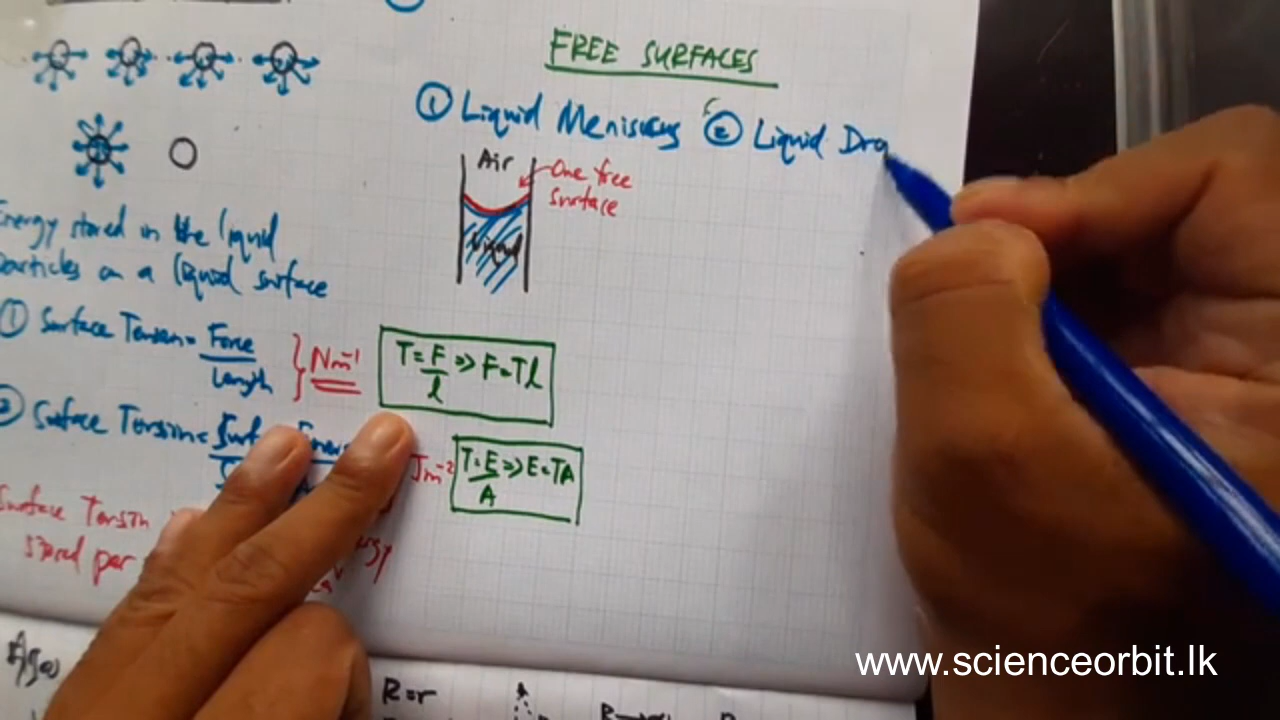 FREE SURFACES
① Liquid Meniscus ② Liquid Dro
Air
One free
surface
Liquid
Energy stored in the liquid
particles on a liquid surface
① Surface Tension = Force
Length
Nm⁻¹
T = F/l => F = Tl
② Surface Tension =
Jm⁻²
T = E/A => E = TA
Surface Tension
stored per
R = r
www.scienceorbit.lk